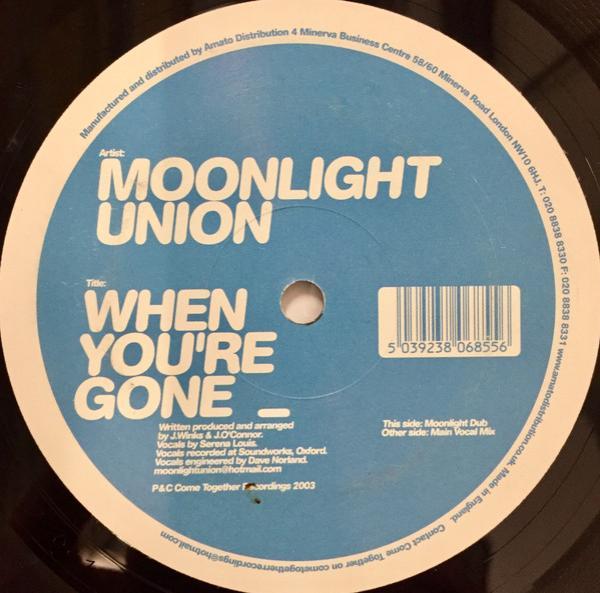 Manufactured and distributed by Amato Distribution 4 Minerva Business Centre 58/60 Minerva Road London NW10 6HJ. T: 020 8838 8330 F: 020 8838 8331 www.amatodistribution.co.uk. Made in England. Contact Come Together on cometogetherrecordings@hotmail.com
Artist:
MOONLIGHT
UNION
Title:
WHEN
YOU'RE
GONE _
5 039238 068556
Written produced and arranged
by J.Winks & J.O'Connor.
Vocals by Serena Louis.
Vocals recorded at Soundworks, Oxford.
Vocals engineered by Dave Norland.
moonlightunion@hotmail.com
P&C Come Together Recordings 2003
This side: Moonlight Dub
Other side: Main Vocal Mix